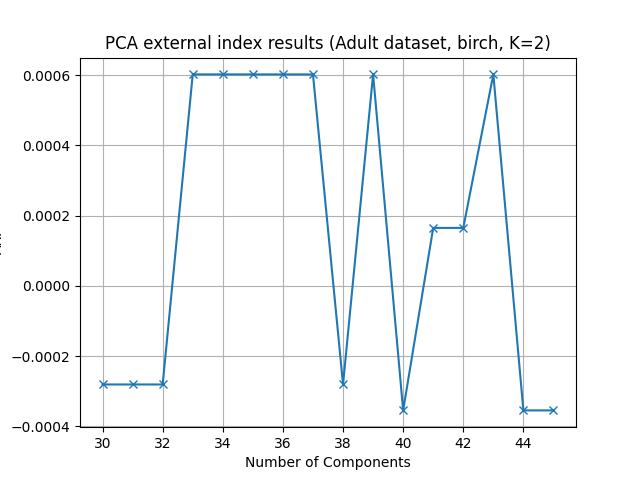 PCA external index results (Adult dataset, birch, K=2)
0.0006
0.0004
0.0002
0.0000
−0.0002
−0.0004
30 32 34 36 38 40 42 44
Number of Components